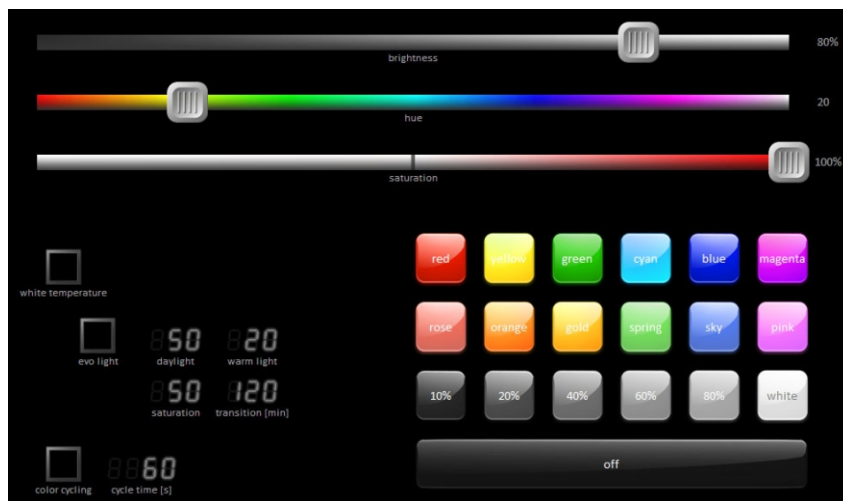 80%
brightness
20
hue
100%
saturation
red yellow green cyan blue magenta
white temperature
rose orange gold spring sky pink
50 20
evo light daylight warm light
50 120
10% 20% 40% 60% 80% white
saturation transition [min]
off
60
color cycling cycle time [s]